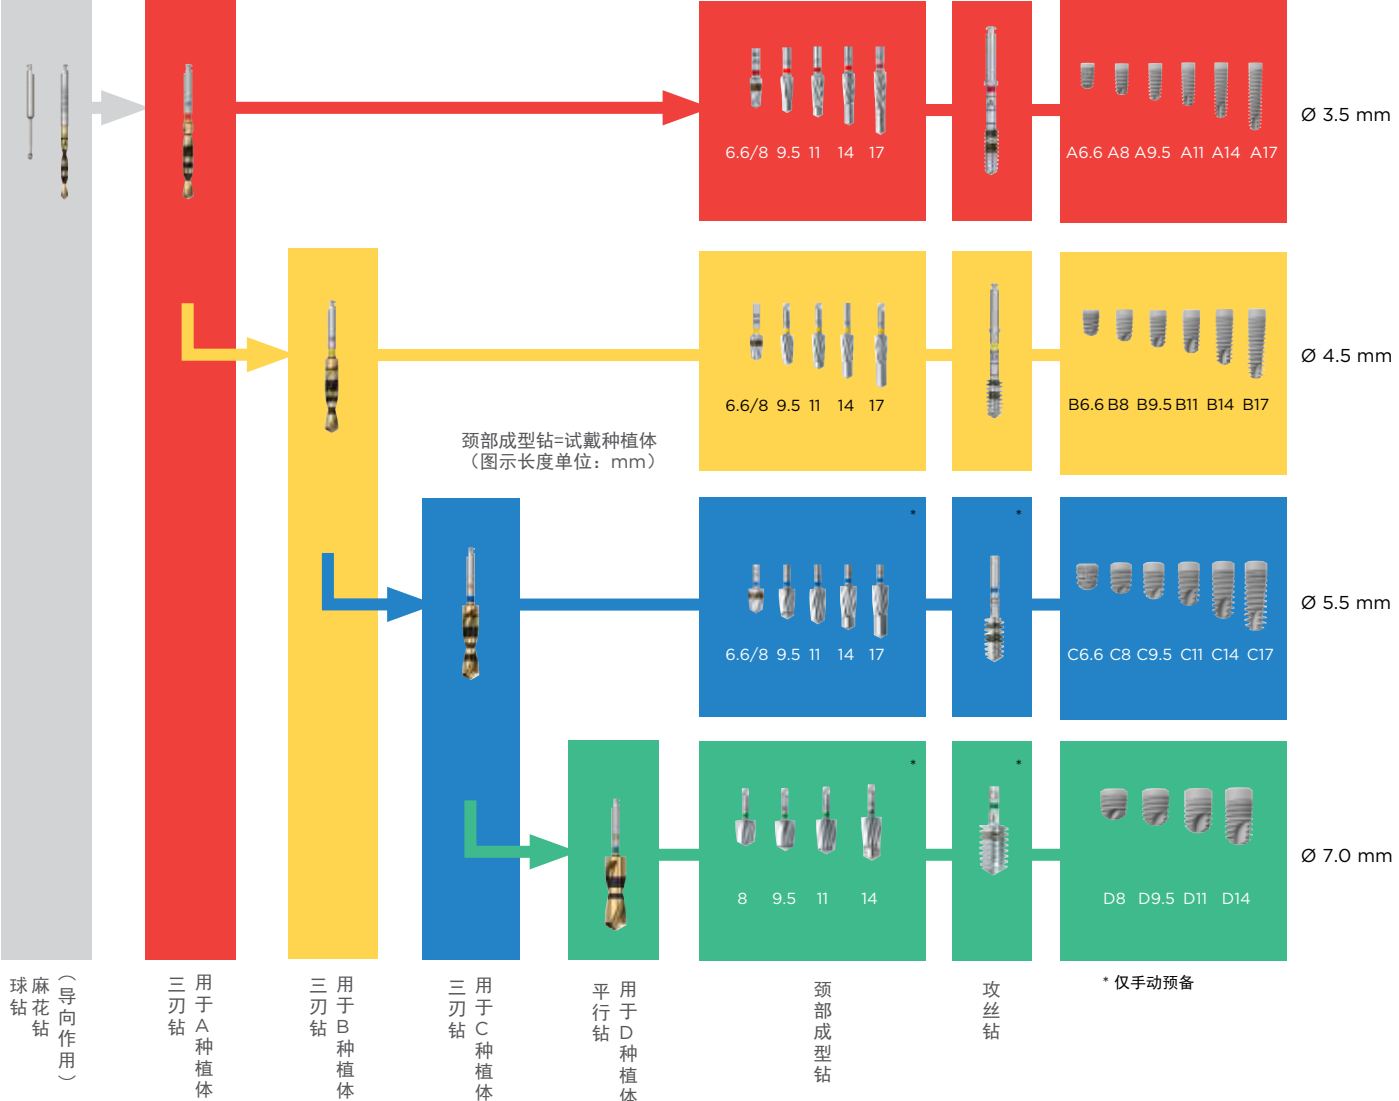 6.6/8 9.5 11 14 17
A6.6 A8 A9.5 A11 A14 A17
Ø 3.5 mm
6.6/8 9.5 11 14 17
B6.6 B8 B9.5 B11 B14 B17
Ø 4.5 mm
颈部成型钻=试戴种植体
（图示长度单位：mm）
*
*
6.6/8 9.5 11 14 17
C6.6 C8 C9.5 C11 C14 C17
Ø 5.5 mm
*
*
8 9.5 11 14
D8 D9.5 D11 D14
Ø 7.0 mm
球钻
麻花钻
（导向作用）
三刃钻
用于A种植体
三刃钻
用于B种植体
三刃钻
用于C种植体
平行钻
用于D种植体
颈部成型钻
攻丝钻
* 仅手动预备